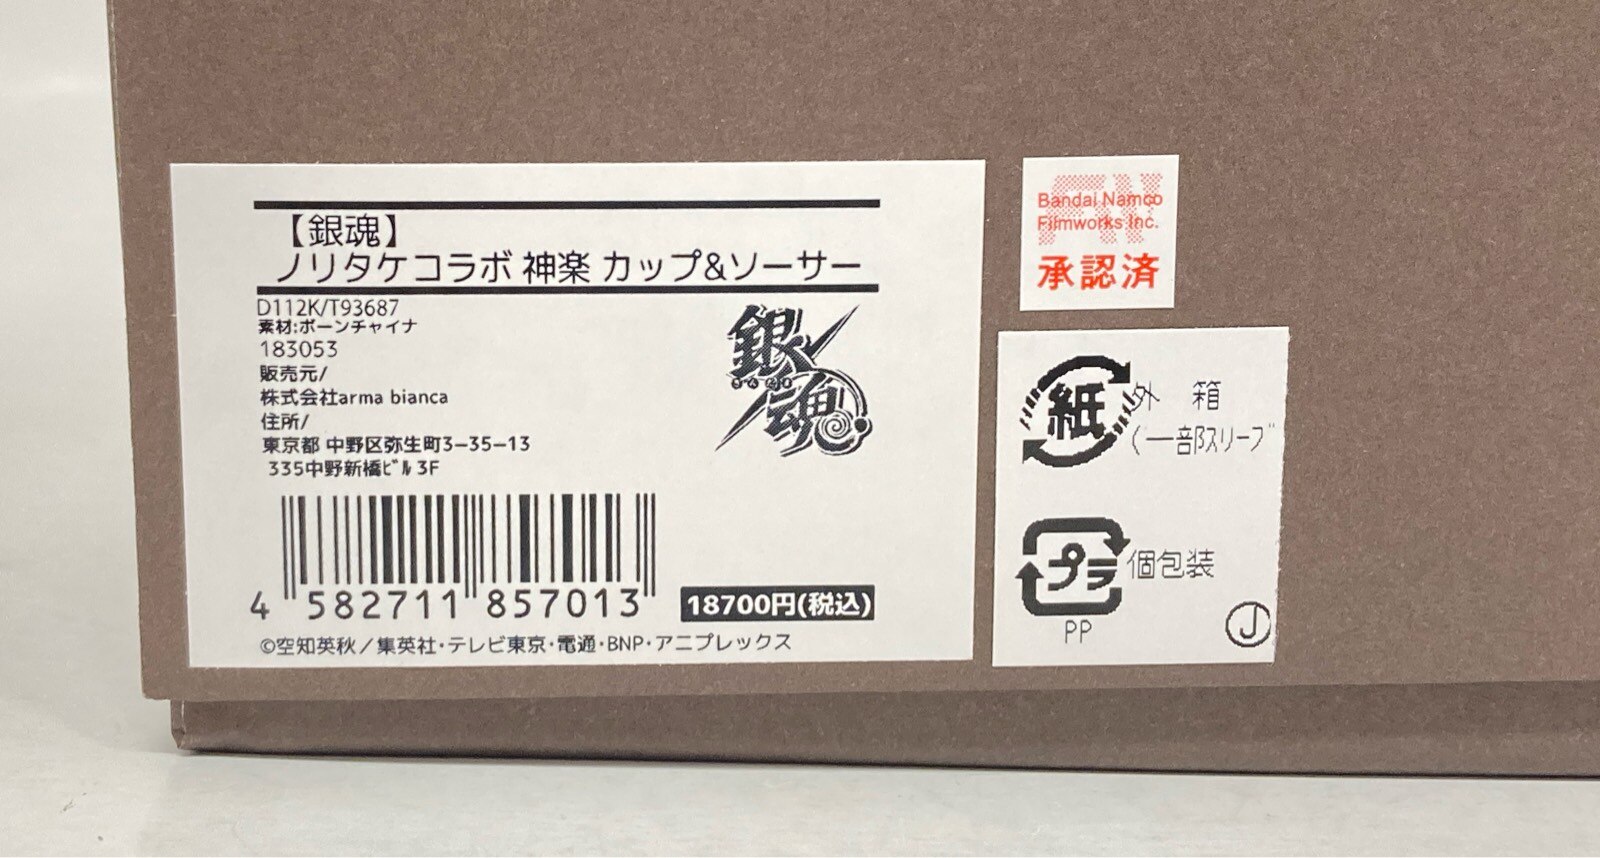 【銀魂】
ノリタケコラボ 神楽 カップ&ソーサー
D112K/T93687
素材:ボーンチャイナ
183053
販売元/
株式会社arma bianca
住所/
東京都 中野区弥生町3-35-13
335中野新橋ビル 3F
銀魂
ぎんたま
4 582711 857013
18700円(税込)
©空知英秋/集英社・テレビ東京・電通・BNP・アニプレックス
Bandai Namco
Filmworks Inc.
承認済
紙 外 箱
(一部スリーブ
プラ 個包装
PP
J